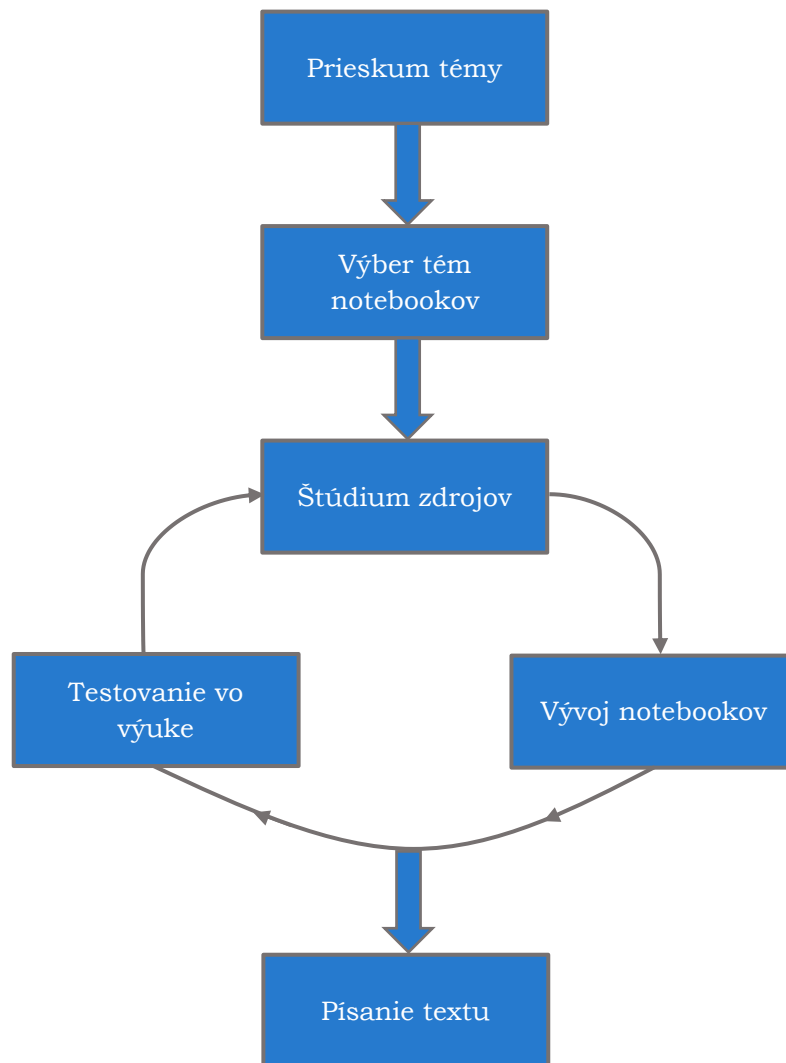 Prieskum témy
Výber tém
notebookov
Štúdium zdrojov
Testovanie vo
výuke
Vývoj notebookov
Písanie textu